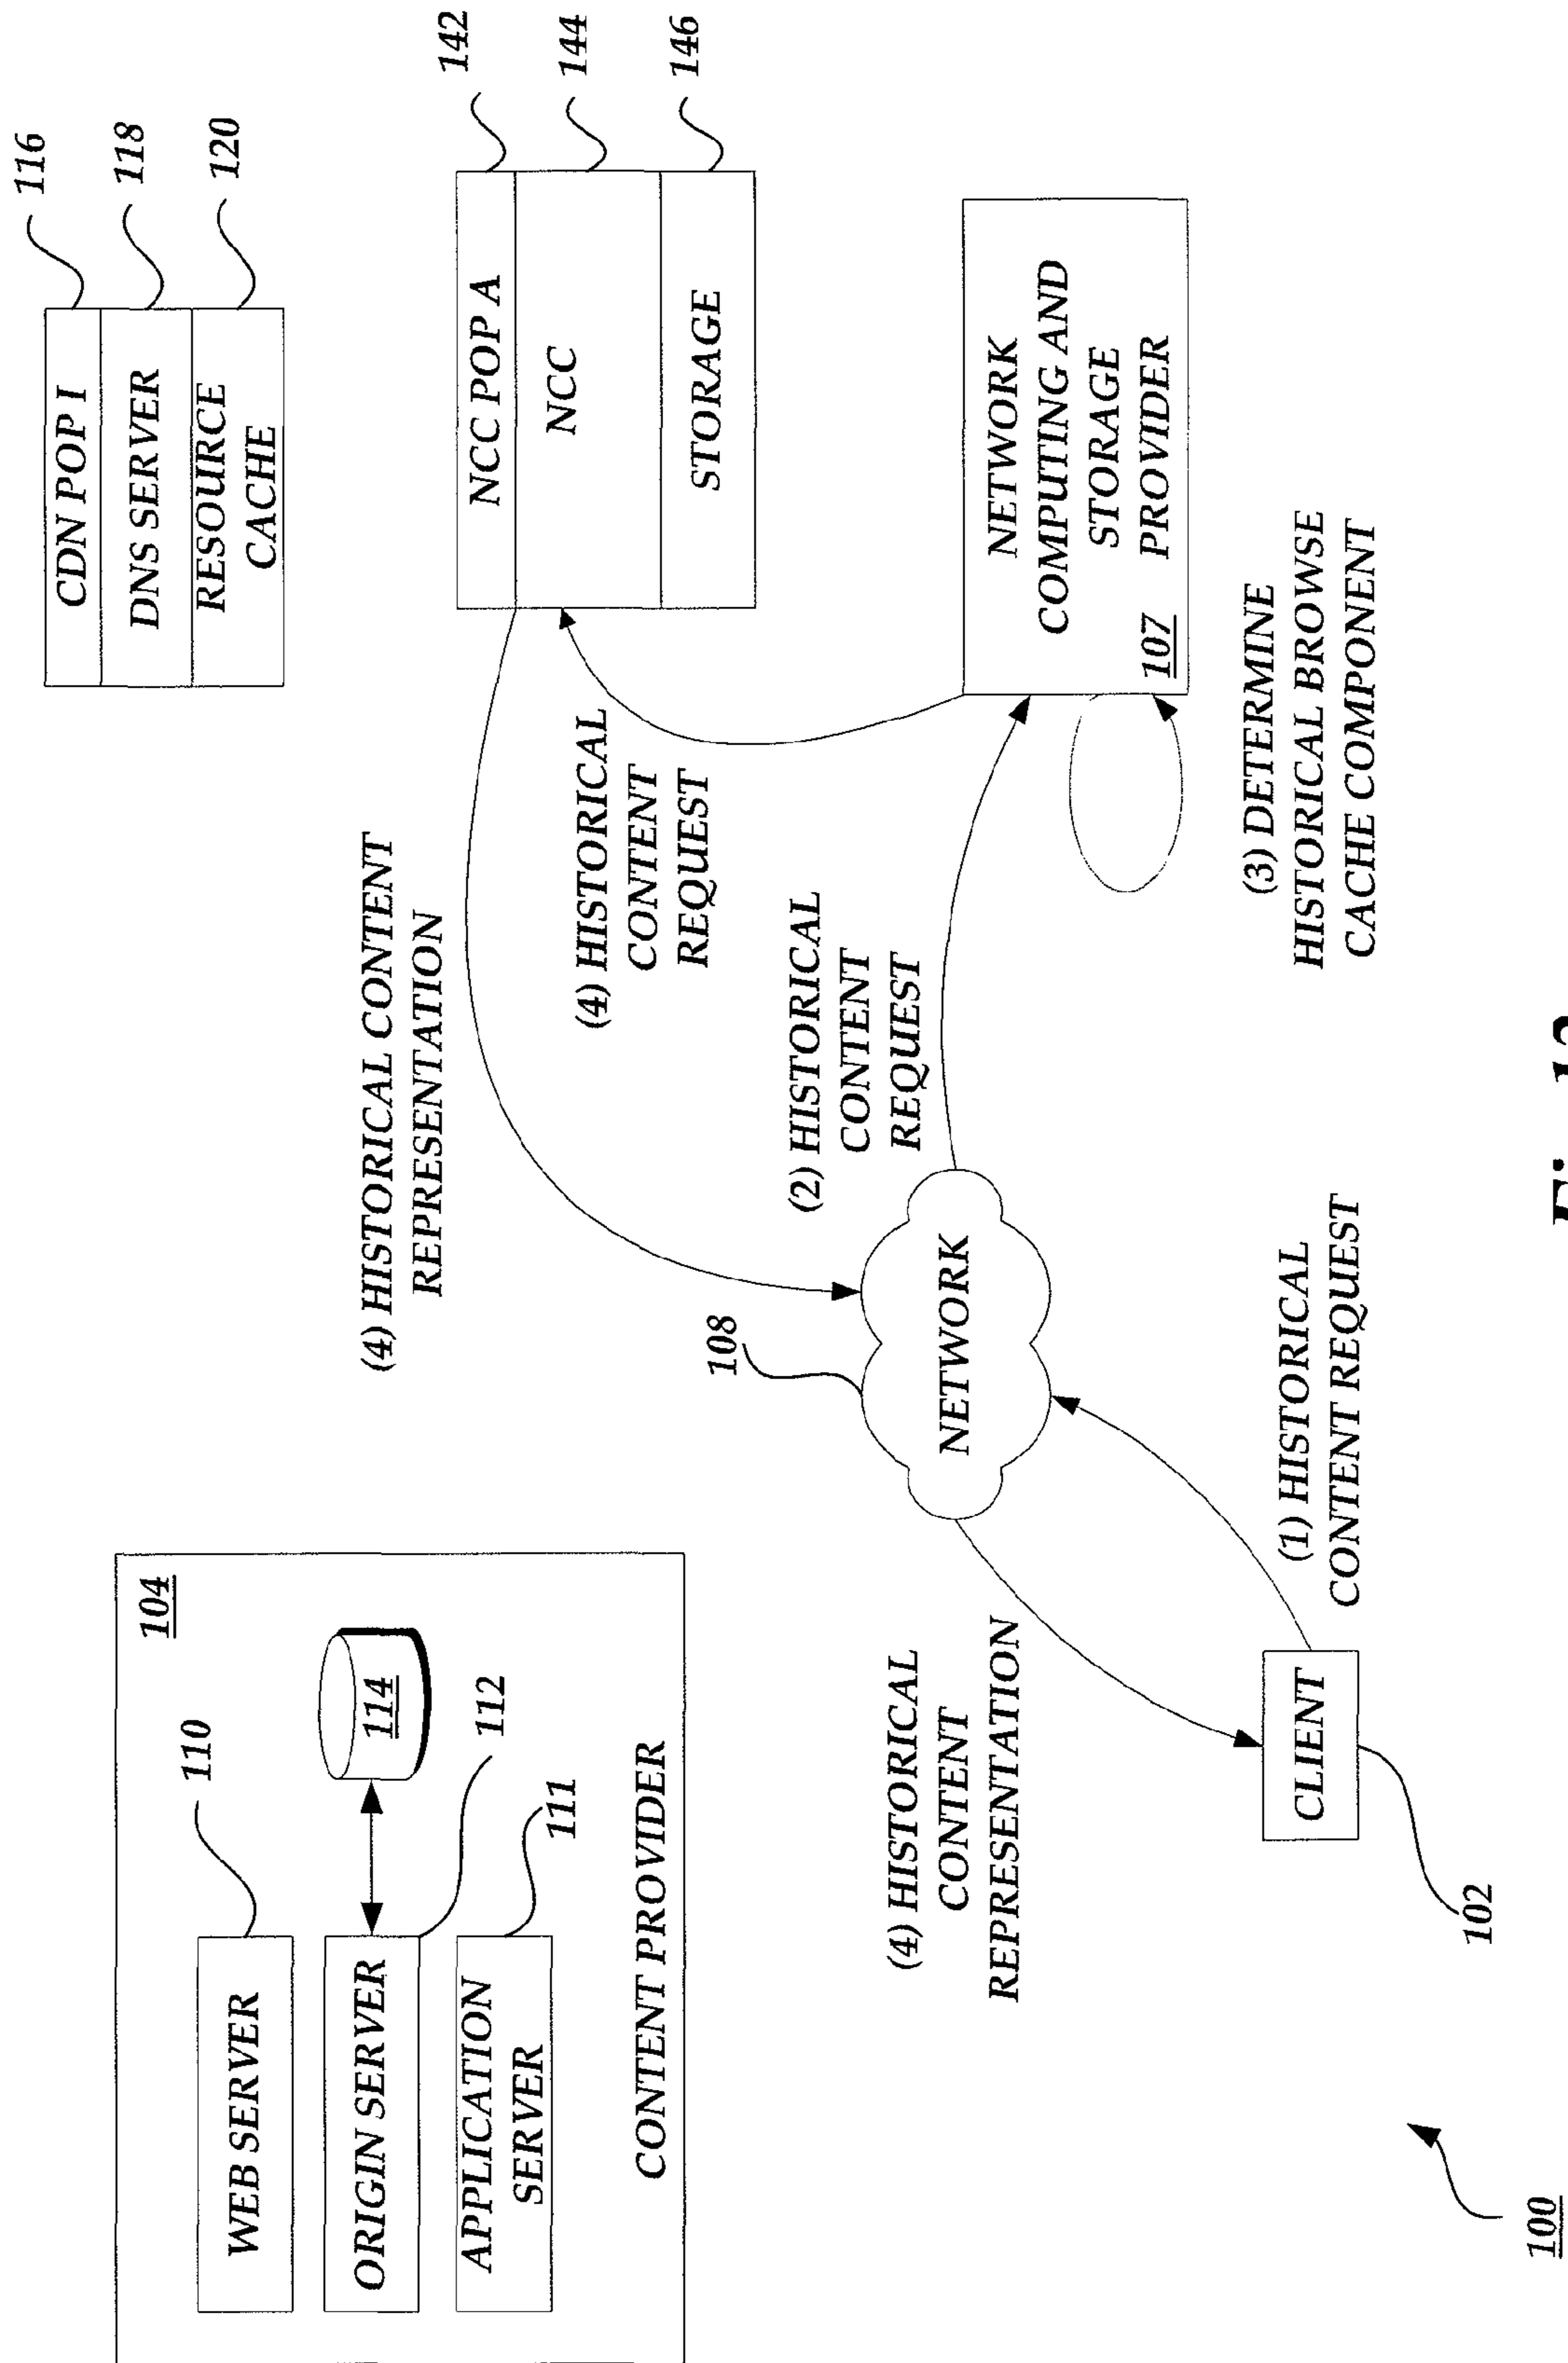 104
110
WEB SERVER
114
ORIGIN SERVER
112
APPLICATION
SERVER
111
CONTENT PROVIDER
116
CDN POP I
118
DNS SERVER
120
RESOURCE
CACHE
142
NCC POP A
144
NCC
146
STORAGE
(4) HISTORICAL CONTENT
REPRESENTATION
(4) HISTORICAL
CONTENT
REQUEST
108
NETWORK
(2) HISTORICAL
CONTENT
REQUEST
NETWORK
COMPUTING AND
STORAGE
PROVIDER
107
(3) DETERMINE
HISTORICAL BROWSE
CACHE COMPONENT
(4) HISTORICAL
CONTENT
REPRESENTATION
(1) HISTORICAL
CONTENT REQUEST
CLIENT
102
100